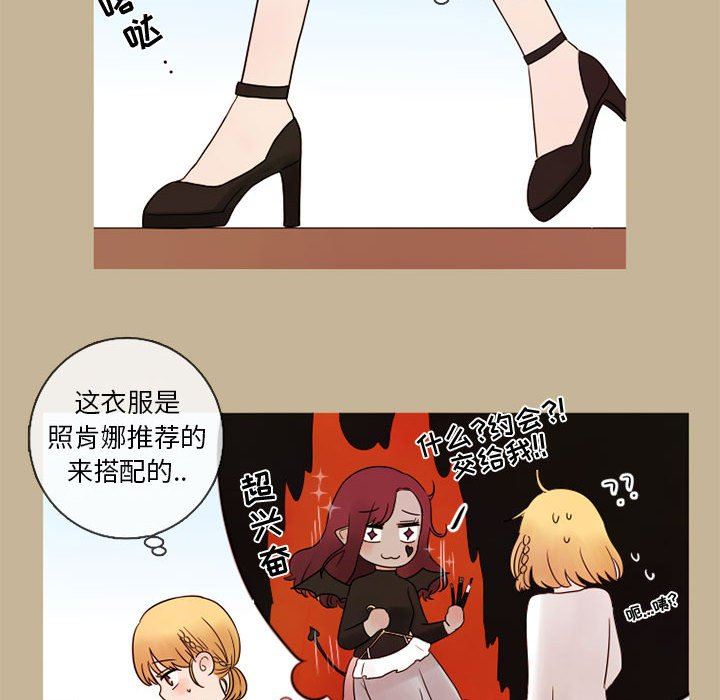 嗒
哒
这衣服是
照肯娜推荐的
来搭配的..
什么?约会?!
交给我!!
超兴奋
??
呃...咦?